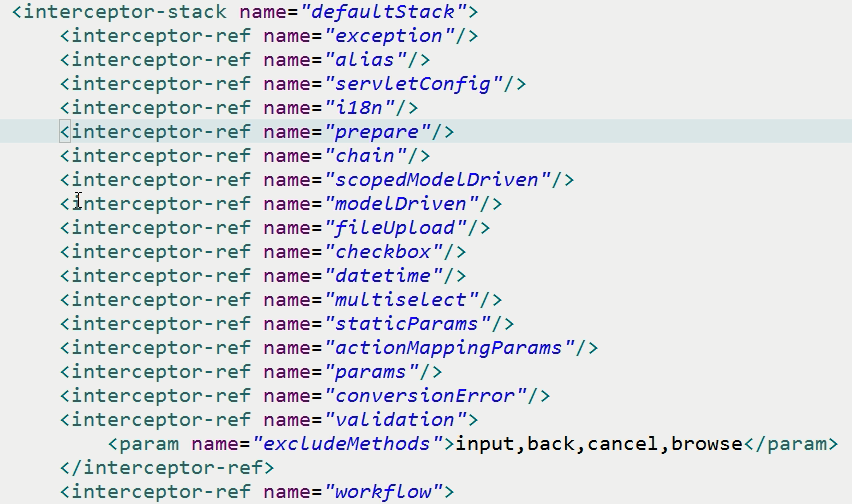 <interceptor-stack name="defaultStack">
<interceptor-ref name="exception"/>
<interceptor-ref name="alias"/>
<interceptor-ref name="servletConfig"/>
<interceptor-ref name="i18n"/>
<interceptor-ref name="prepare"/>
<interceptor-ref name="chain"/>
<interceptor-ref name="scopedModelDriven"/>
<interceptor-ref name="modelDriven"/>
<interceptor-ref name="fileUpload"/>
<interceptor-ref name="checkbox"/>
<interceptor-ref name="datetime"/>
<interceptor-ref name="multiselect"/>
<interceptor-ref name="staticParams"/>
<interceptor-ref name="actionMappingParams"/>
<interceptor-ref name="params"/>
<interceptor-ref name="conversionError"/>
<interceptor-ref name="validation">
<param name="excludeMethods">input,back,cancel,browse</param>
</interceptor-ref>
<interceptor-ref name="workflow">